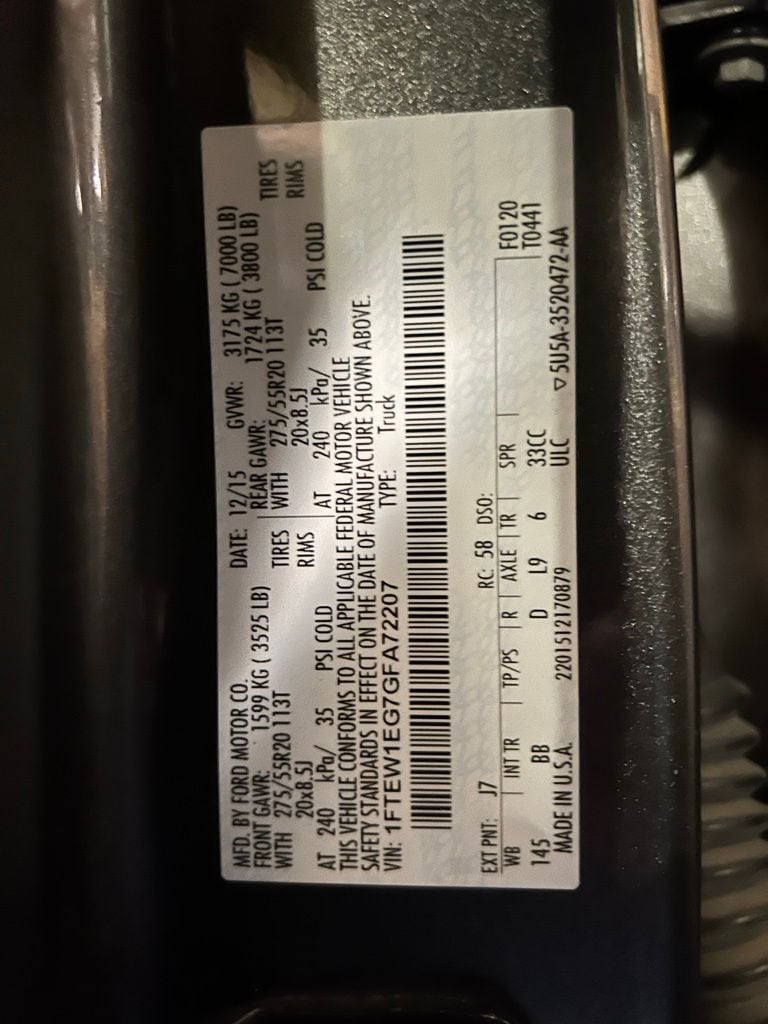 MFD. BY FORD MOTOR CO. DATE: 12/15 GVWR: 3175 KG ( 7000 LB)
FRONT GAWR: 1599 KG ( 3525 LB) REAR GAWR: 1724 KG ( 3800 LB)
WITH 275/55R20 113T TIRES WITH 275/55R20 113T TIRES
20x8.5J RIMS 20x8.5J RIMS
AT 240 kPa/ 35 PSI COLD AT 240 kPa/ 35 PSI COLD
THIS VEHICLE CONFORMS TO ALL APPLICABLE FEDERAL MOTOR VEHICLE
SAFETY STANDARDS IN EFFECT ON THE DATE OF MANUFACTURE SHOWN ABOVE.
VIN: 1FTEW1EG7GFA72207 TYPE: Truck
EXT PNT: J7 RC: 58 DSO:
WB INT TR TP/PS R AXLE TR SPR F0120
145 BB D L9 6 33CC T0441
ULC
MADE IN U.S.A. 2201512170879 ▽5U5A-3520472-AA